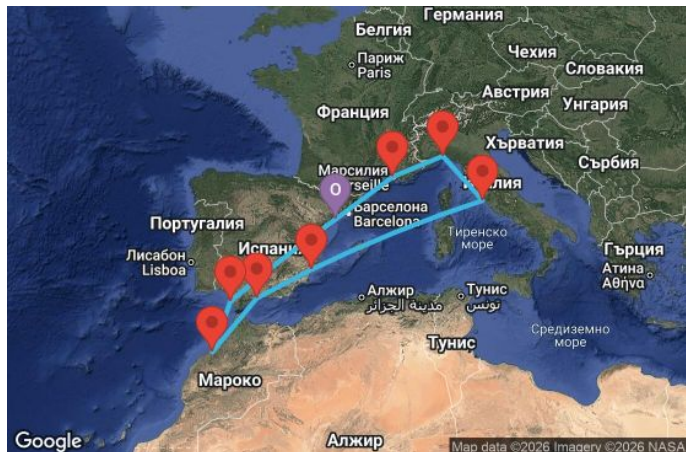 Германия
Белгия
Париж
Paris
Чехия
Словакия
Австрия
Унгария
Франция
Хърватия
Сърбия
Марсилия
O
Барселона
Barcelona
Португалия
Испания
Тиренско
море
Лисабон
Lisboa
Гърция
Атина
Αθήνα
Алжир
مدينة الجزائر
Тунис
تونس
Средиземно
море
Тунис
Мароко
Алжир
Google
Map data ©2026 Imagery ©2026 NASA